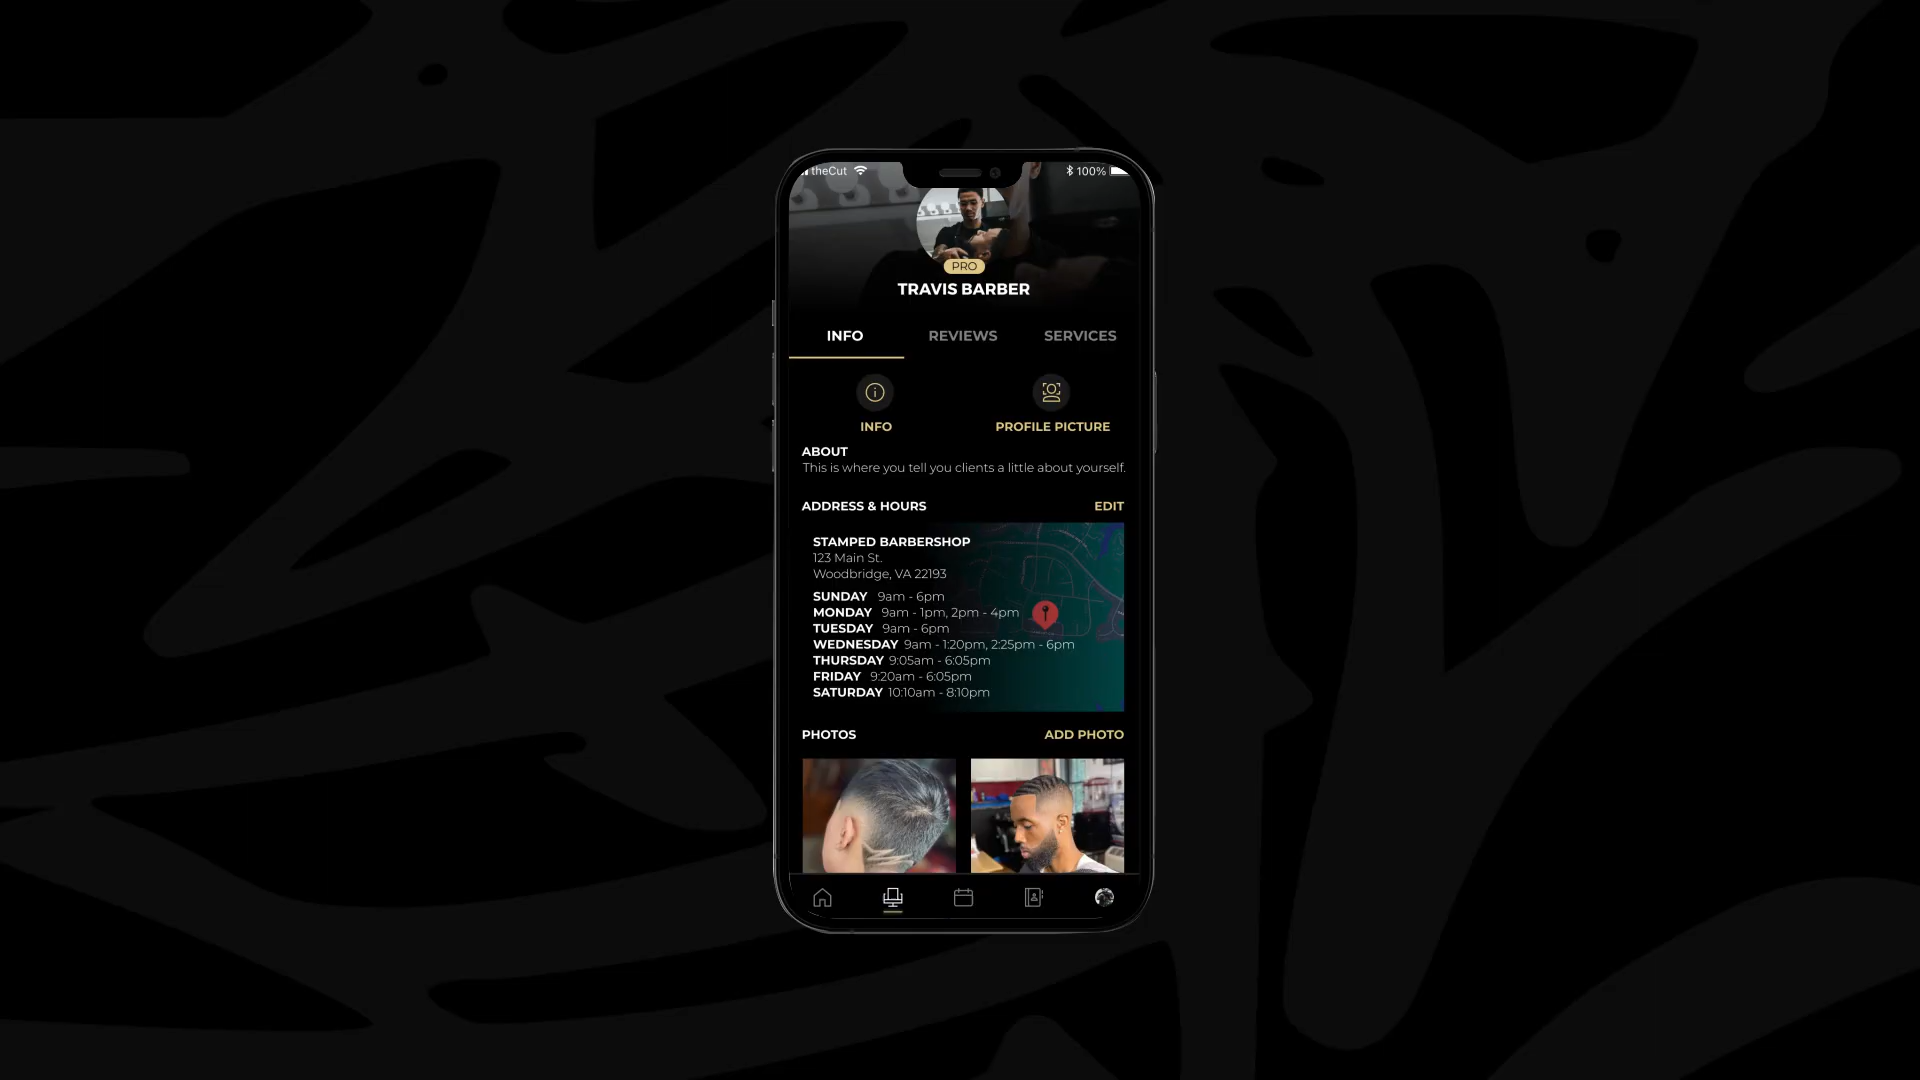 theCut 100%
PRO
TRAVIS BARBER
INFO REVIEWS SERVICES
INFO PROFILE PICTURE
ABOUT
This is where you tell you clients a little about yourself.
ADDRESS & HOURS EDIT
STAMPED BARBERSHOP
123 Main St.
Woodbridge, VA 22193
SUNDAY 9am - 6pm
MONDAY 9am - 1pm, 2pm - 4pm
TUESDAY 9am - 6pm
WEDNESDAY 9am - 1:20pm, 2:25pm - 6pm
THURSDAY 9:05am - 6:05pm
FRIDAY 9:20am - 6:05pm
SATURDAY 10:10am - 8:10pm
PHOTOS ADD PHOTO